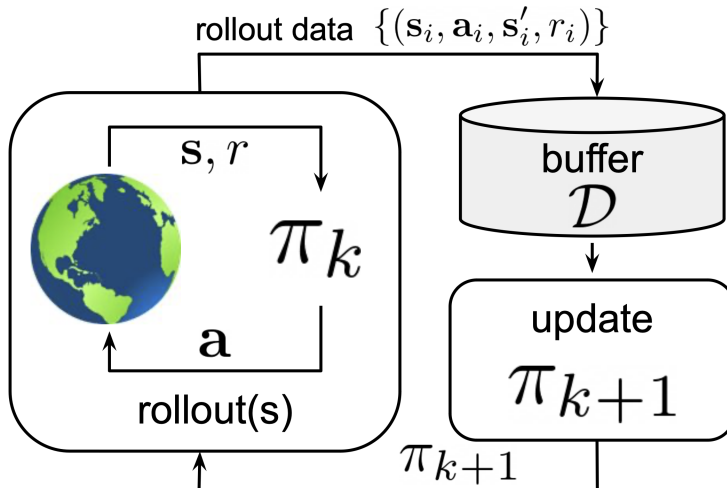 rollout data {(s_i, a_i, s'_i, r_i)}
s, r
π_k
a
rollout(s)
buffer
𝒟
update
π_{k+1}
π_{k+1}